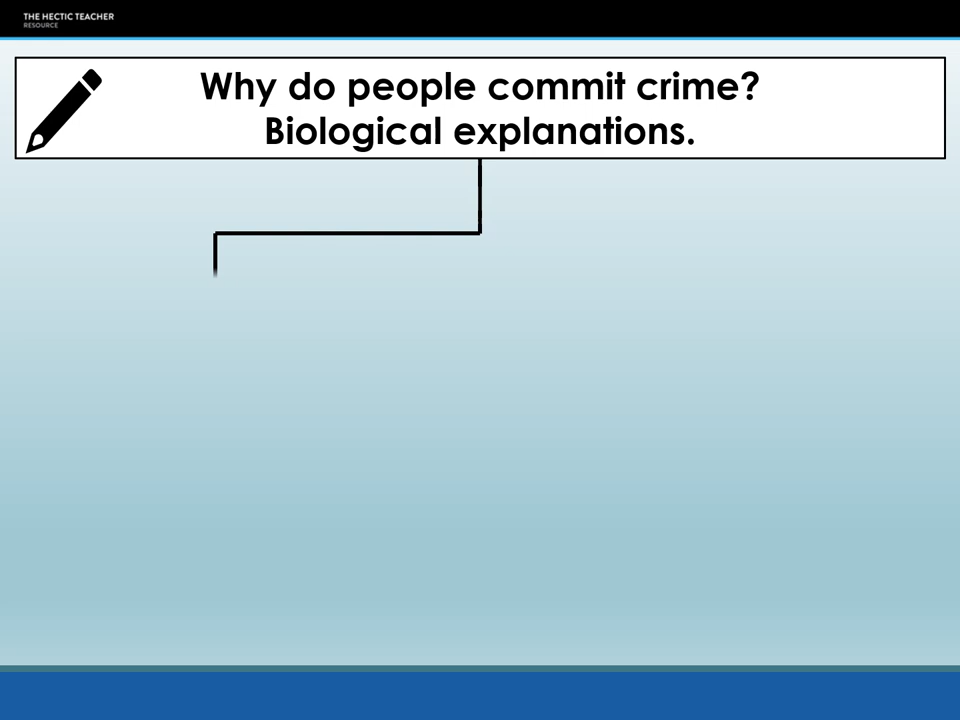 THE HECTIC TEACHER
RESOURCE
Why do people commit crime?
Biological explanations.